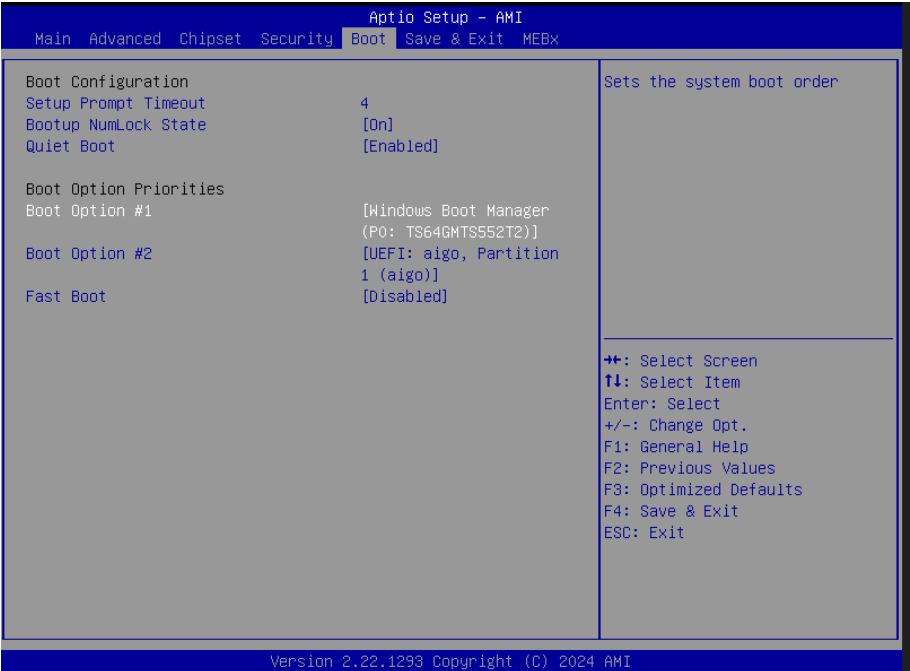 Aptio Setup – AMI
Main Advanced Chipset Security Boot Save & Exit MEBx
Boot Configuration
Setup Prompt Timeout 4
Bootup NumLock State [On]
Quiet Boot [Enabled]
Boot Option Priorities
Boot Option #1 [Windows Boot Manager
(P0: TS64GMTS552T2)]
Boot Option #2 [UEFI: aigo, Partition
1 (aigo)]
Fast Boot [Disabled]
Sets the system boot order
→←: Select Screen
↑↓: Select Item
Enter: Select
+/-: Change Opt.
F1: General Help
F2: Previous Values
F3: Optimized Defaults
F4: Save & Exit
ESC: Exit
Version 2.22.1293 Copyright (C) 2024 AMI